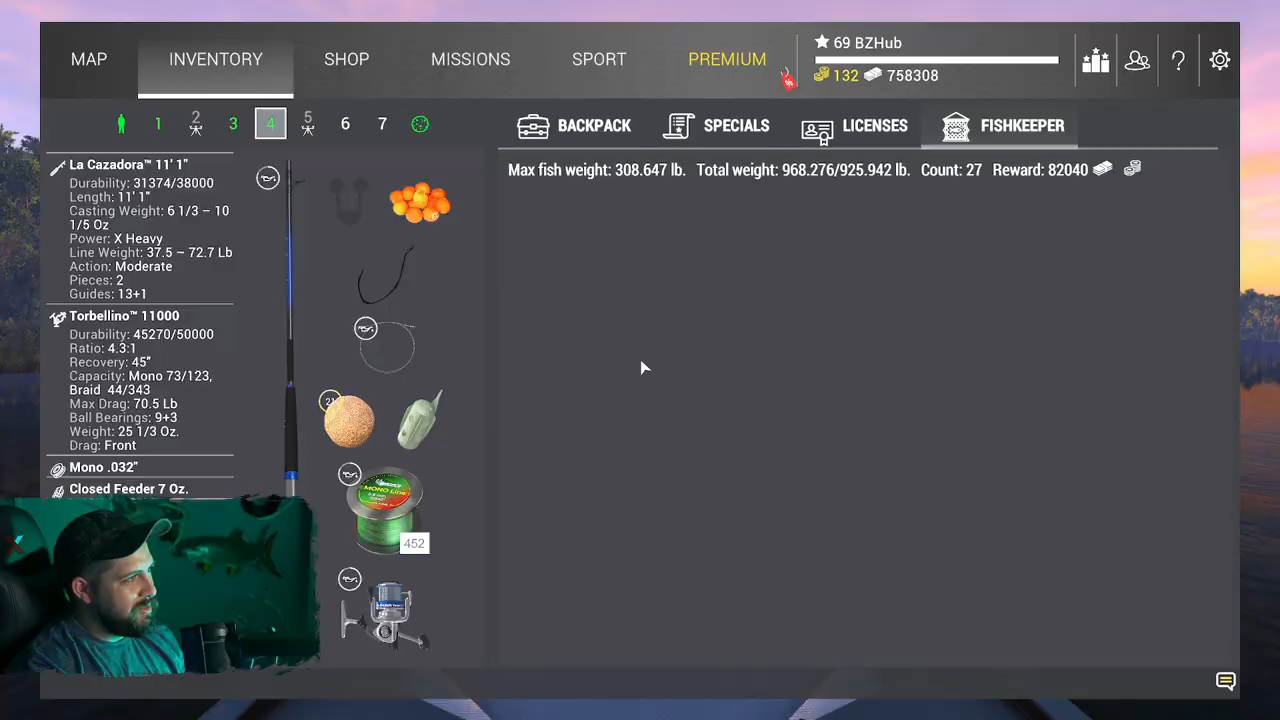 MAP
INVENTORY
SHOP
MISSIONS
SPORT
PREMIUM
69 BZHub
132 758308
1 2 3 4 5 6 7
BACKPACK
SPECIALS
LICENSES
FISHKEEPER
Max fish weight: 308.647 lb. Total weight: 968.276/925.942 lb. Count: 27 Reward: 82040
La Cazadora™ 11' 1"
Durability: 31374/38000
Length: 11' 1"
Casting Weight: 6 1/3 – 10
1/5 Oz
Power: X Heavy
Line Weight: 37.5 – 72.7 Lb
Action: Moderate
Pieces: 2
Guides: 13+1
Torbellino™ 11000
Durability: 45270/50000
Ratio: 4.3:1
Recovery: 45"
Capacity: Mono 73/123,
Braid 44/343
Max Drag: 70.5 Lb
Ball Bearings: 9+3
Weight: 25 1/3 Oz.
Drag: Front
Mono .032"
Closed Feeder 7 Oz.
21
MONO Line
452